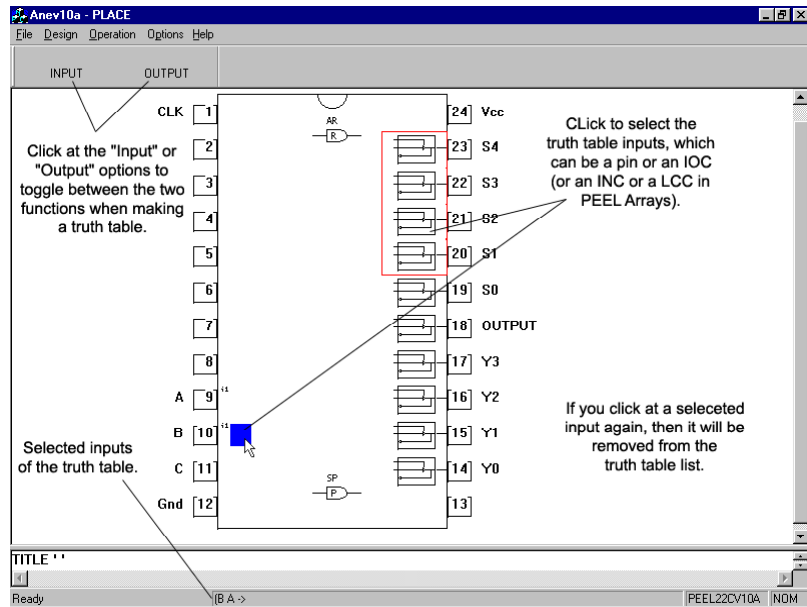 Anev10a - PLACE
File Design Operation Options Help
INPUT OUTPUT
Click at the "Input" or
"Output" options to
toggle between the two
functions when making
a truth table.
CLick to select the
truth table inputs, which
can be a pin or an IOC
(or an INC or a LCC in
PEEL Arrays).
CLK 1
2
3
4
5
6
7
8
A 9 i1
B 10 i1
C 11
Gnd 12
AR
R
SP
P
24 Vcc
23 S4
22 S3
21 S2
20 S1
19 S0
18 OUTPUT
17 Y3
16 Y2
15 Y1
14 Y0
13
If you click at a seleceted
input again, then it will be
removed from the
truth table list.
Selected inputs
of the truth table.
TITLE ' '
Ready (B A -> PEEL22CV10A NOM